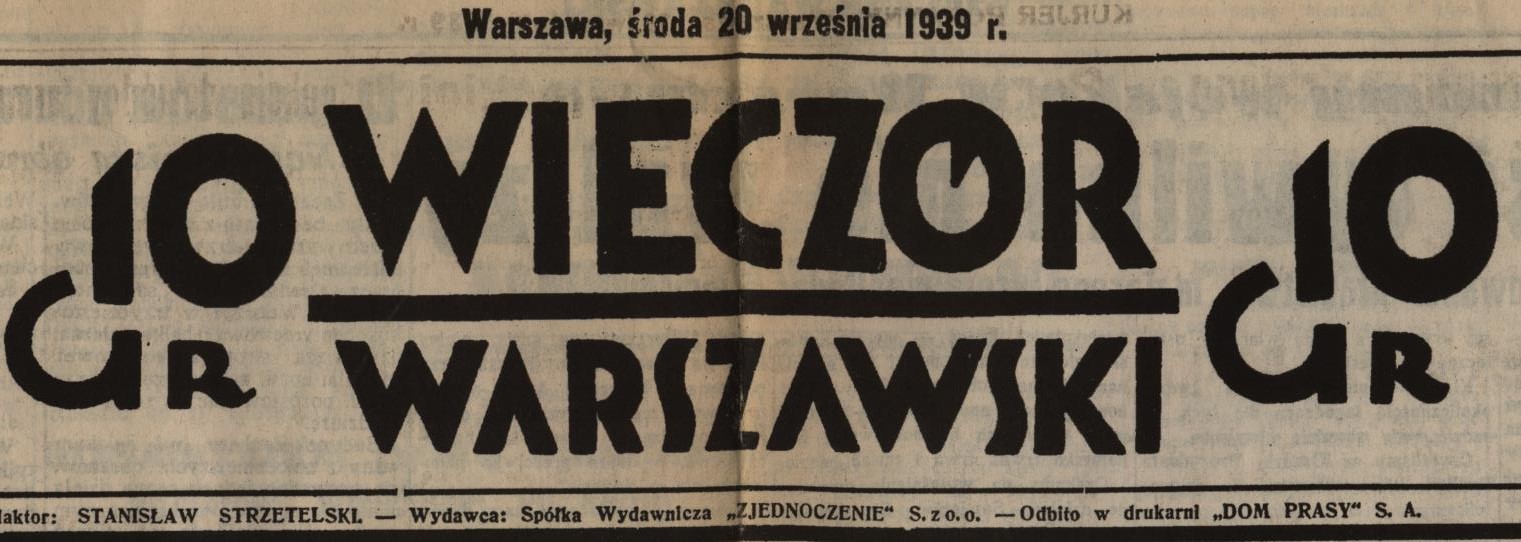 Warszawa, środa 20 września 1939 r.
10 GR
WIECZÓR
WARSZAWSKI
10 GR
daktor: STANISŁAW STRZETELSKI. — Wydawca: Spółka Wydawnicza „ZJEDNOCZENIE“ S. z o. o. — Odbito w drukarni „DOM PRASY“ S. A.